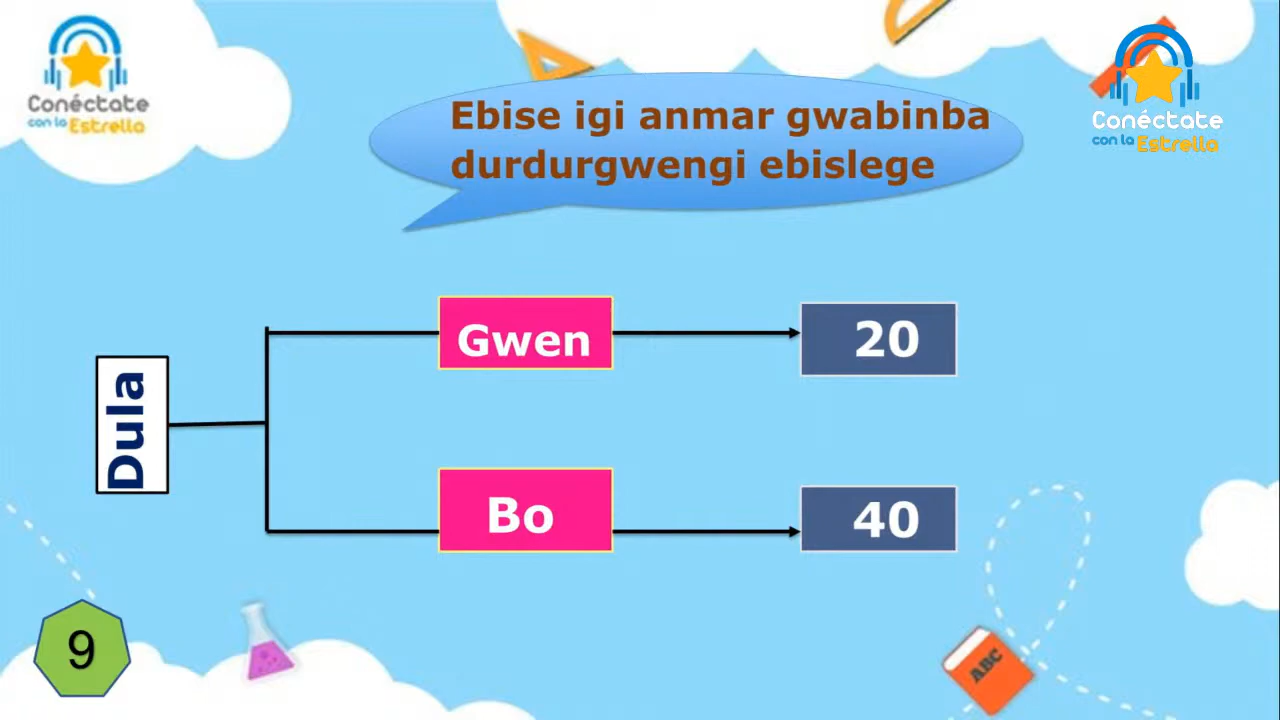 Conéctate
con la Estrella
Conéctate
con la Estrella
Ebise igi anmar gwabinba
durdurgwengi ebislege
Gwen
20
Dula
Bo
40
9
ABC